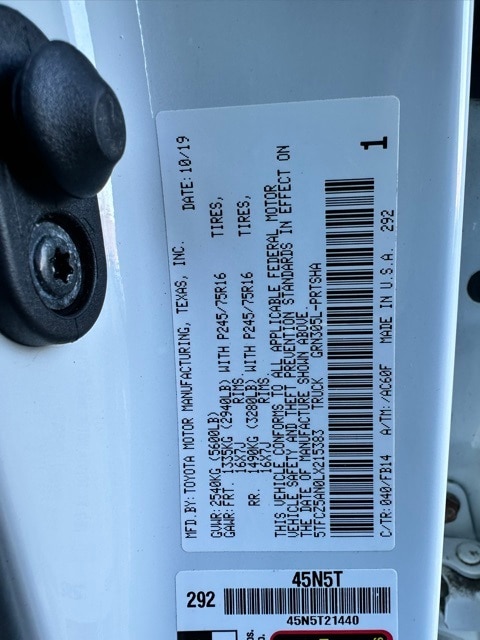 MFD.BY: TOYOTA MOTOR MANUFACTURING, TEXAS, INC. DATE: 10/19
GVWR: 2540KG (5600LB)
GAWR: FRT. 1335KG (2940LB) WITH P245/75R16 TIRES,
16X7J RIMS
RR. 1490KG (3280LB) WITH P245/75R16 TIRES,
16X7J RIMS
THIS VEHICLE CONFORMS TO ALL APPLICABLE FEDERAL MOTOR
VEHICLE SAFETY AND THEFT PREVENTION STANDARDS IN EFFECT ON
THE DATE OF MANUFACTURE SHOWN ABOVE.
5TFCZ5AN0LX215383 TRUCK GRN305L-PRTSHA
1
C/TR: 040/FB14 A/TM: /AC60F MADE IN U.S.A. 292
45N5T
292
45N5T21440